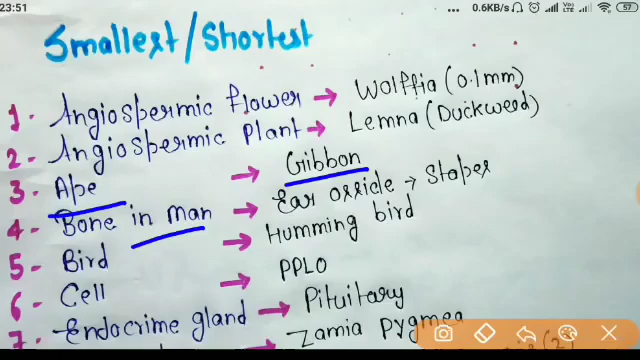 23:51 ... 0.6KB/s VoLTE 57
Smallest/Shortest
1- Angiospermic flower → Wolffia (0.1mm)
2- Angiospermic plant → Lemna (Duckweed)
3- Ape → Gibbon
4- Bone in man → Ear ossicle → Stapes
5- Bird → Humming bird
6- Cell → PPLO
7- Endocrime gland → Pituitary
Zamia pygmea